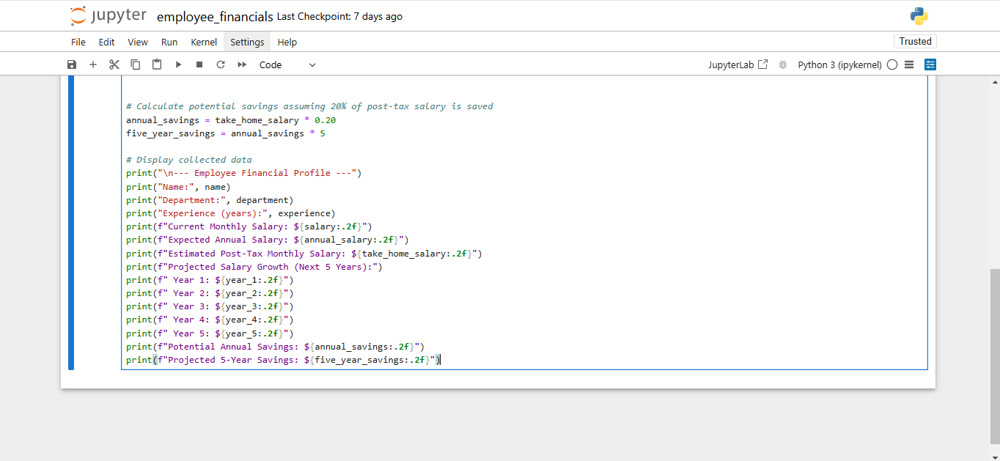 jupyter employee_financials Last Checkpoint: 7 days ago
File Edit View Run Kernel Settings Help Trusted
Code JupyterLab Python 3 (ipykernel)
# Calculate potential savings assuming 20% of post-tax salary is saved
annual_savings = take_home_salary * 0.20
five_year_savings = annual_savings * 5
# Display collected data
print("\n--- Employee Financial Profile ---")
print("Name:", name)
print("Department:", department)
print("Experience (years):", experience)
print(f"Current Monthly Salary: ${salary:.2f}")
print(f"Expected Annual Salary: ${annual_salary:.2f}")
print(f"Estimated Post-Tax Monthly Salary: ${take_home_salary:.2f}")
print(f"Projected Salary Growth (Next 5 Years):")
print(f" Year 1: ${year_1:.2f}")
print(f" Year 2: ${year_2:.2f}")
print(f" Year 3: ${year_3:.2f}")
print(f" Year 4: ${year_4:.2f}")
print(f" Year 5: ${year_5:.2f}")
print(f"Potential Annual Savings: ${annual_savings:.2f}")
print(f"Projected 5-Year Savings: ${five_year_savings:.2f}")